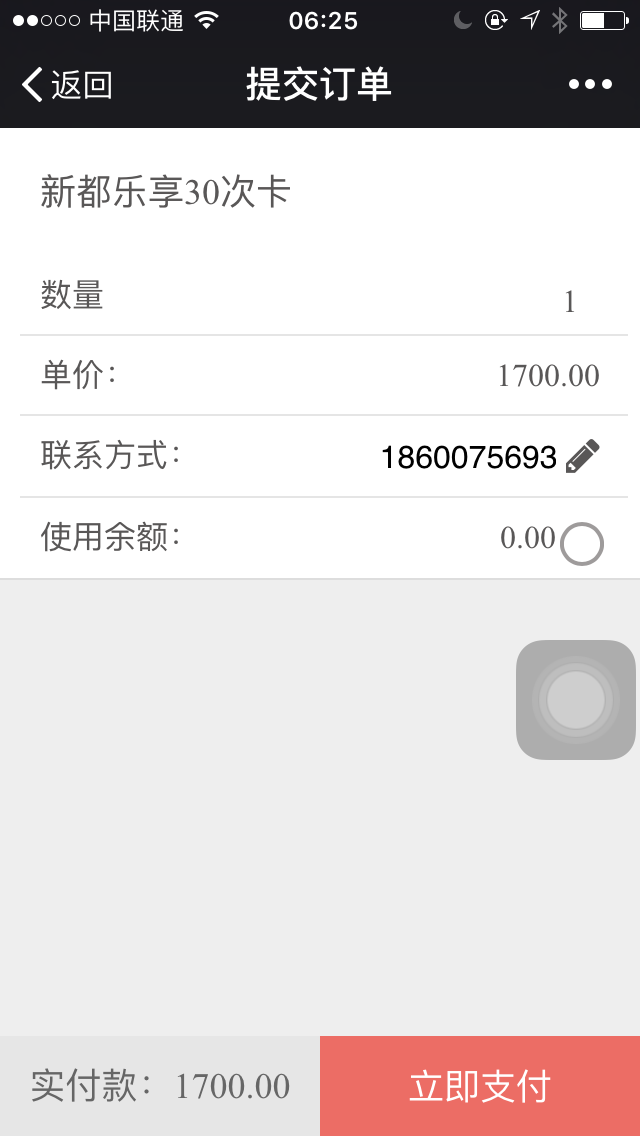 中国联通 06:25
返回 提交订单
新都乐享30次卡
数量 1
单价： 1700.00
联系方式： 1860075693
使用余额： 0.00
实付款：1700.00 立即支付